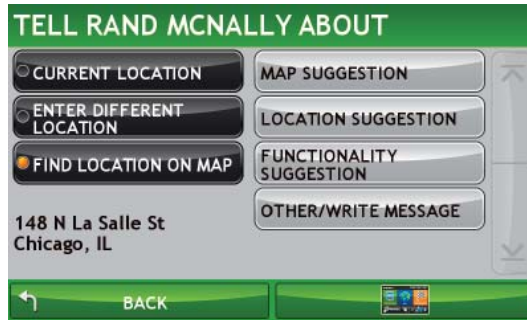 TELL RAND MCNALLY ABOUT
CURRENT LOCATION
ENTER DIFFERENT
LOCATION
FIND LOCATION ON MAP
148 N La Salle St
Chicago, IL
MAP SUGGESTION
LOCATION SUGGESTION
FUNCTIONALITY
SUGGESTION
OTHER/WRITE MESSAGE
BACK